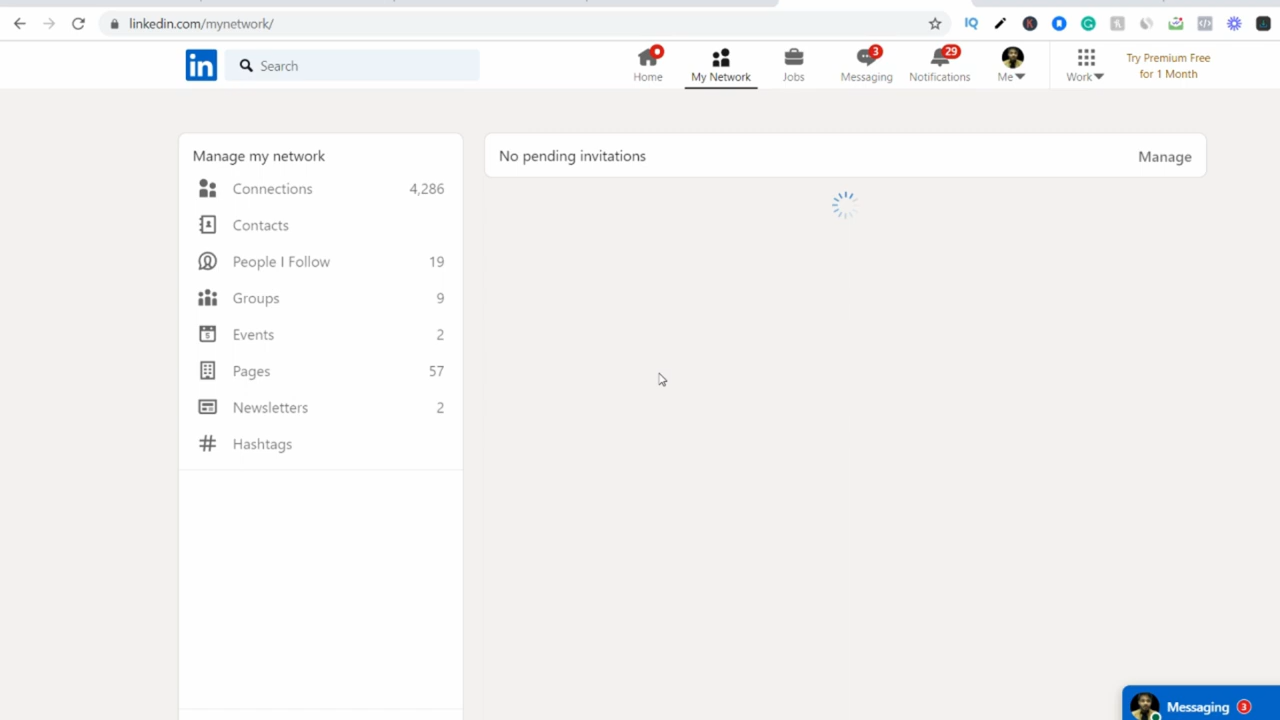 linkedin.com/mynetwork/
IQ
K
in
Search
Home
My Network
Jobs
3
Messaging
29
Notifications
Me
Work
Try Premium Free
for 1 Month
Manage my network
Connections 4,286
Contacts
People I Follow 19
Groups 9
5
Events 2
Pages 57
Newsletters 2
# Hashtags
No pending invitations Manage
Messaging 3